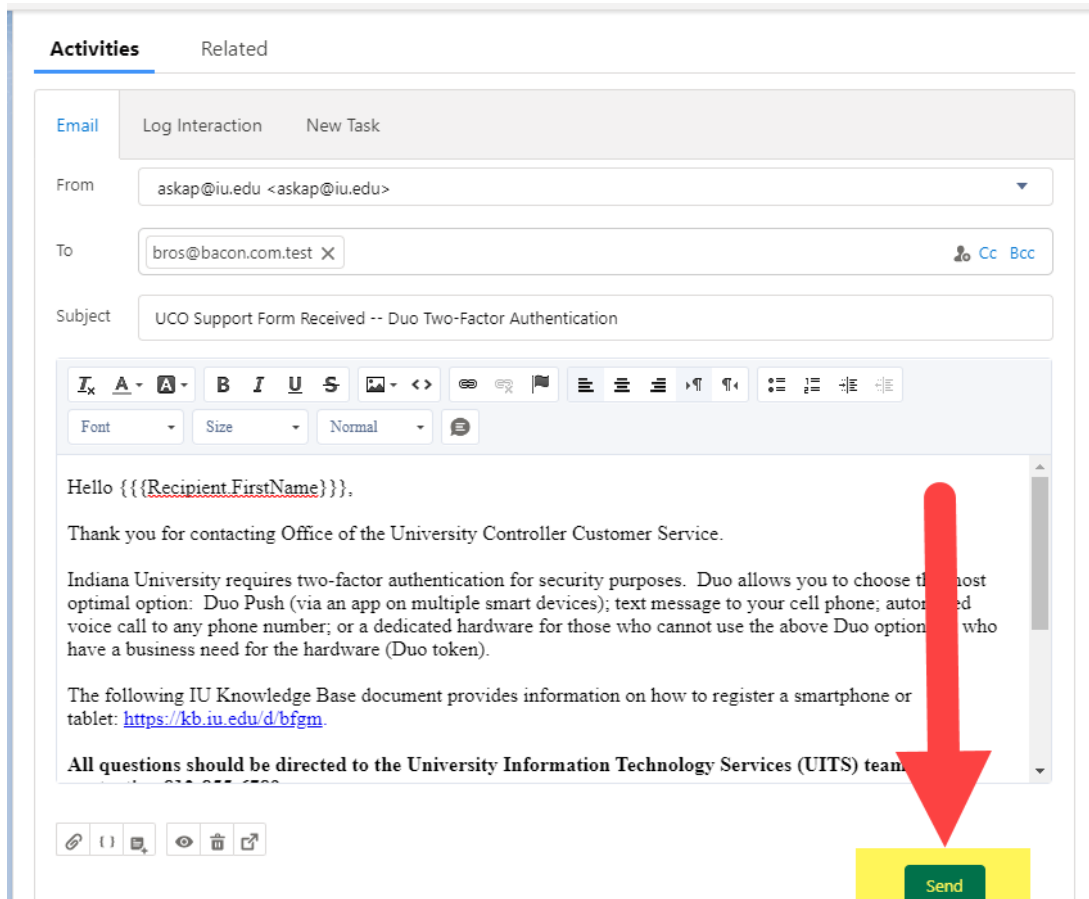 Activities Related
Email Log Interaction New Task
From askap@iu.edu <askap@iu.edu>
To bros@bacon.com.test Cc Bcc
Subject UCO Support Form Received -- Duo Two-Factor Authentication
Font Size Normal
Hello {{{Recipient.FirstName}}},
Thank you for contacting Office of the University Controller Customer Service.
Indiana University requires two-factor authentication for security purposes. Duo allows you to choose the most
optimal option: Duo Push (via an app on multiple smart devices); text message to your cell phone; automated
voice call to any phone number; or a dedicated hardware for those who cannot use the above Duo option who
have a business need for the hardware (Duo token).
The following IU Knowledge Base document provides information on how to register a smartphone or
tablet: https://kb.iu.edu/d/bfgm.
All questions should be directed to the University Information Technology Services (UITS) team
Send